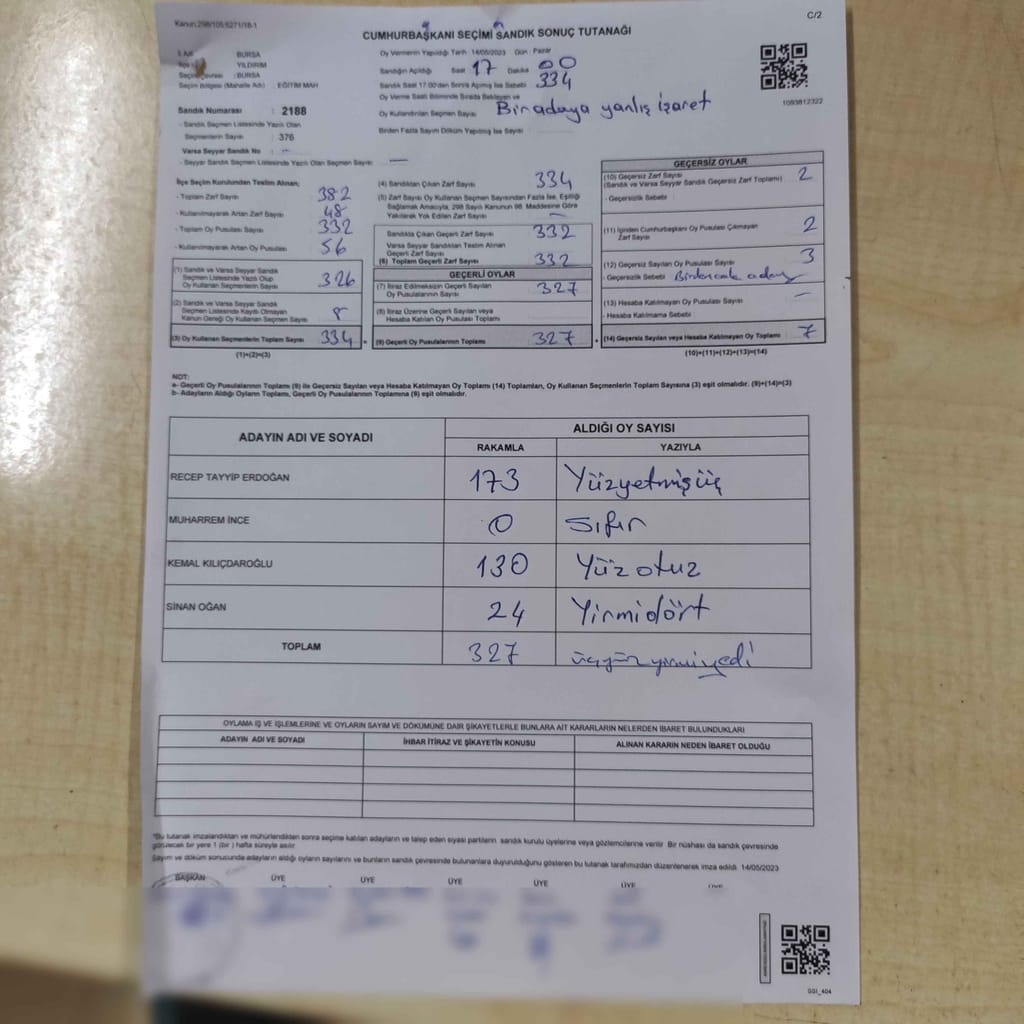 Kanun:298/105;6271/18-1
C/2
CUMHURBAŞKANI SEÇİMİ SANDIK SONUÇ TUTANAĞI
BURSA
YILDIRIM
: BURSA
Seçim Bölgesi (Mahalle Adı) : EĞİTİM MAH
Oy Vermenin Yapıldığı Tarih 14/05/2023 Gün : Pazar
Sandığın Açıldığı Saat 17 Dakika 00
Sandık Saat 17:00'den Sonra Açılmış İse Sebebi 334
Oy Verme Saati Bitiminde Sırada Bekleyen ve
Oy Kullandırılan Seçmen Sayısı Bir adaya yanlış işaret
Birden Fazla Sayım Döküm Yapılmış İse Sayısı
1093812322
Sandık Numarası : 2188
- Sandık Seçmen Listesinde Yazılı Olan
Seçmenlerin Sayısı : 376
Varsa Seyyar Sandık No : -
- Seyyar Sandık Seçmen Listesinde Yazılı Olan Seçmen Sayısı : —
İlçe Seçim Kurulundan Teslim Alınan;
- Toplam Zarf Sayısı 382
- Kullanılmayarak Artan Zarf Sayısı 48
- Toplam Oy Pusulası Sayısı 332
- Kullanılmayarak Artan Oy Pusulası 56
(1) Sandık ve Varsa Seyyar Sandık
Seçmen Listesinde Yazılı Olup
Oy Kullanan Seçmenlerin Sayısı 326
(2) Sandık ve Varsa Seyyar Sandık
Seçmen Listesinde Kayıtlı Olmayan
Kanun Gereği Oy Kullanan Seçmen Sayısı 8
(3) Oy Kullanan Seçmenlerin Toplam Sayısı 334
(1)+(2)=(3)
(4) Sandıktan Çıkan Zarf Sayısı 334
(5) Zarf Sayısı Oy Kullanan Seçmen Sayısından Fazla İse, Eşitliği
Sağlamak Amacıyla, 298 Sayılı Kanunun 98. Maddesine Göre
Yakılarak Yok Edilen Zarf Sayısı —
Sandıkta Çıkan Geçerli Zarf Sayısı 332
Varsa Seyyar Sandıktan Teslim Alınan
Geçerli Zarf Sayısı
(6) Toplam Geçerli Zarf Sayısı 332
GEÇERLİ OYLAR
(7) İtiraz Edilmeksizin Geçerli Sayılan
Oy Pusulalarının Sayısı 327
(8) İtiraz Üzerine Geçerli Sayılan veya
Hesaba Katılan Oy Pusulası Toplamı
(9) Geçerli Oy Pusulalarının Toplamı 327
GEÇERSİZ OYLAR
(10) Geçersiz Zarf Sayısı 2
(Sandık ve Varsa Seyyar Sandık Geçersiz Zarf Toplamı)
- Geçersizlik Sebebi :
(11) İçinden Cumhurbaşkanı Oy Pusulası Çıkmayan
Zarf Sayısı 2
(12) Geçersiz Sayılan Oy Pusulası Sayısı 3
- Geçersizlik Sebebi
(13) Hesaba Katılmayan Oy Pusulası Sayısı —
- Hesaba Katılmama Sebebi
(14) Geçersiz Sayılan veya Hesaba Katılmayan Oy Toplamı 7
(10)+(11)+(12)+(13)=(14)
NOT:
a- Geçerli Oy Pusulalarının Toplamı (9) ile Geçersiz Sayılan veya Hesaba Katılmayan Oy Toplamı (14) Toplamları, Oy Kullanan Seçmenlerin Toplam Sayısına (3) eşit olmalıdır. (9)+(14)=(3)
b- Adayların Aldığı Oyların Toplamı, Geçerli Oy Pusulalarının Toplamına (9) eşit olmalıdır.
ADAYIN ADI VE SOYADI
ALDIĞI OY SAYISI
RAKAMLA YAZIYLA
RECEP TAYYİP ERDOĞAN 173 Yüzyetmişüç
MUHARREM İNCE 0 Sıfır
KEMAL KILIÇDAROĞLU 130 Yüz otuz
SİNAN OĞAN 24 Yirmidört
TOPLAM 327 üçyüzyirmiyedi
OYLAMA İŞ VE İŞLEMLERİNE VE OYLARIN SAYIM VE DÖKÜMÜNE DAİR ŞİKAYETLERLE BUNLARA AİT KARARLARIN NELERDEN İBARET BULUNDUKLARI
ADAYIN ADI VE SOYADI İHBAR İTİRAZ VE ŞİKAYETİN KONUSU ALINAN KARARIN NEDEN İBARET OLDUĞU
*Bu tutanak imzalandıktan ve mühürlendikten sonra seçime katılan adayların ve talep eden siyasi partilerin sandık kurulu üyelerine veya gözlemcilerine verilir. Bir nüshası da sandık çevresinde
görülecek bir yere 1 (bir ) hafta süreyle asılır.
Sayım ve döküm sonucunda adayların aldığı oyların sayılarını ve bunların sandık çevresinde bulunanlara duyurulduğunu gösteren bu tutanak tarafımızdan düzenlenerek imza edildi. 14/05/2023
BAŞKAN ÜYE ÜYE ÜYE ÜYE ÜYE ÜYE
SSI_404